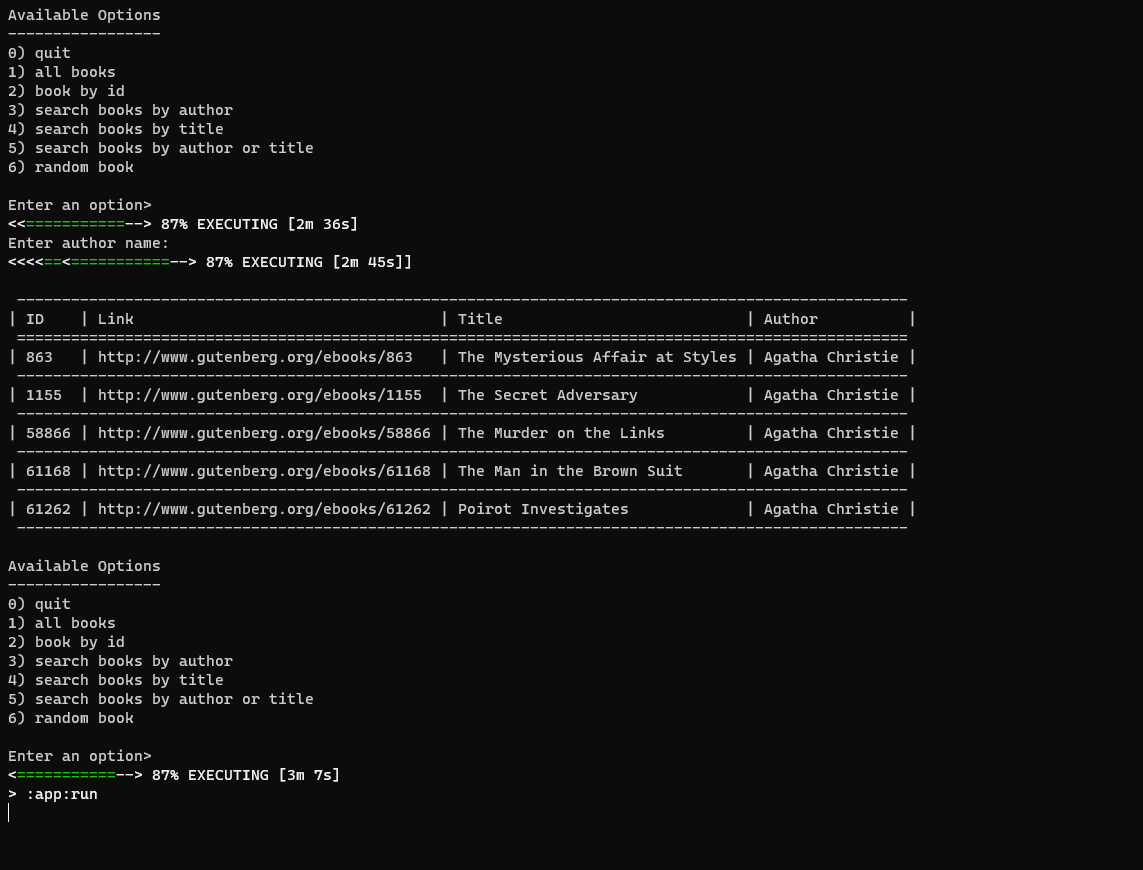 Available Options
-----------------
0) quit
1) all books
2) book by id
3) search books by author
4) search books by title
5) search books by author or title
6) random book
Enter an option>
<<===========--> 87% EXECUTING [2m 36s]
Enter author name:
<<<<==<===========--> 87% EXECUTING [2m 45s]]
---------------------------------------------------------------------------------------------------
| ID    | Link                                  | Title                            | Author          |
===================================================================================================
| 863   | http://www.gutenberg.org/ebooks/863   | The Mysterious Affair at Styles | Agatha Christie |
---------------------------------------------------------------------------------------------------
| 1155  | http://www.gutenberg.org/ebooks/1155  | The Secret Adversary            | Agatha Christie |
---------------------------------------------------------------------------------------------------
| 58866 | http://www.gutenberg.org/ebooks/58866 | The Murder on the Links         | Agatha Christie |
---------------------------------------------------------------------------------------------------
| 61168 | http://www.gutenberg.org/ebooks/61168 | The Man in the Brown Suit       | Agatha Christie |
---------------------------------------------------------------------------------------------------
| 61262 | http://www.gutenberg.org/ebooks/61262 | Poirot Investigates             | Agatha Christie |
---------------------------------------------------------------------------------------------------
Available Options
-----------------
0) quit
1) all books
2) book by id
3) search books by author
4) search books by title
5) search books by author or title
6) random book
Enter an option>
<===========--> 87% EXECUTING [3m 7s]
> :app:run